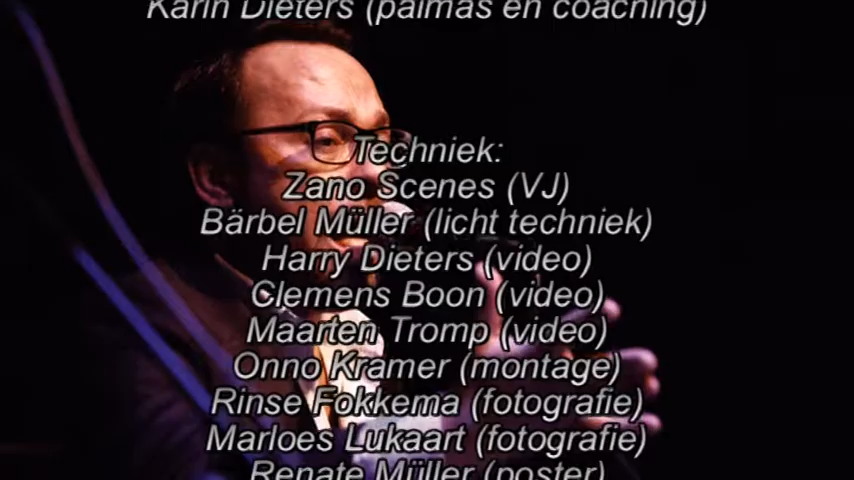 Karin Dieters (palmas en coaching)
Techniek:
Zano Scenes (VJ)
Bärbel Müller (licht techniek)
Harry Dieters (video)
Clemens Boon (video)
Maarten Tromp (video)
Onno Kramer (montage)
Rinse Fokkema (fotografie)
Marloes Lukaart (fotografie)
Renate Müller (poster)